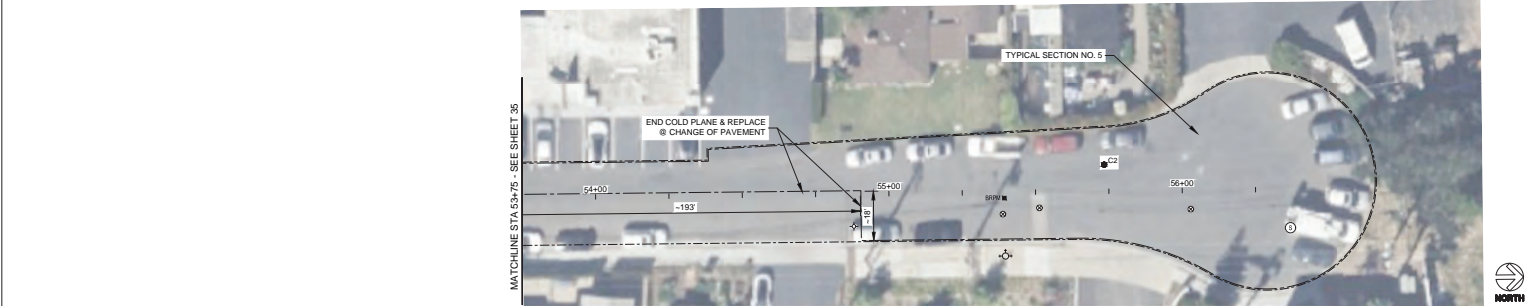 TYPICAL SECTION NO. 5
MATCHLINE STA 53+75 - SEE SHEET 35
END COLD PLANE & REPLACE
@ CHANGE OF PAVEMENT
C2
54+00
55+00
56+00
~193'
~18'
BRPM
S
NORTH